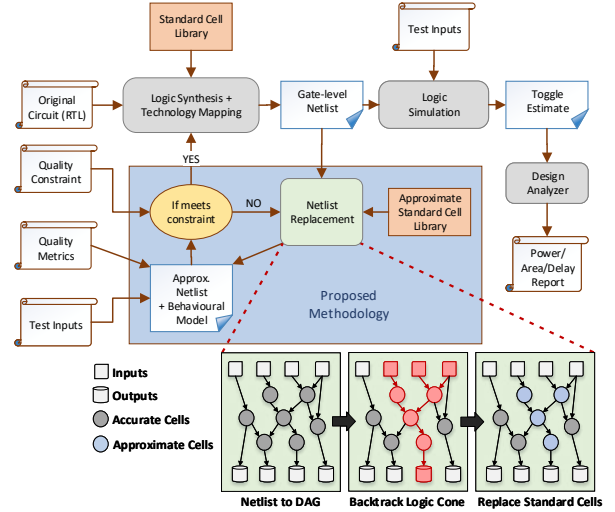 Standard Cell
Library
Test Inputs
Original
Circuit (RTL)
Logic Synthesis +
Technology Mapping
Gate-level
Netlist
Logic
Simulation
Toggle
Estimate
YES
Quality
Constraint
If meets
constraint
NO
Netlist
Replacement
Approximate
Standard Cell
Library
Design
Analyzer
Quality
Metrics
Approx.
Netlist
+ Behavioural
Model
Proposed
Methodology
Power/
Area/Delay
Report
Test Inputs
Inputs
Outputs
Accurate Cells
Approximate Cells
Netlist to DAG
Backtrack Logic Cone
Replace Standard Cells